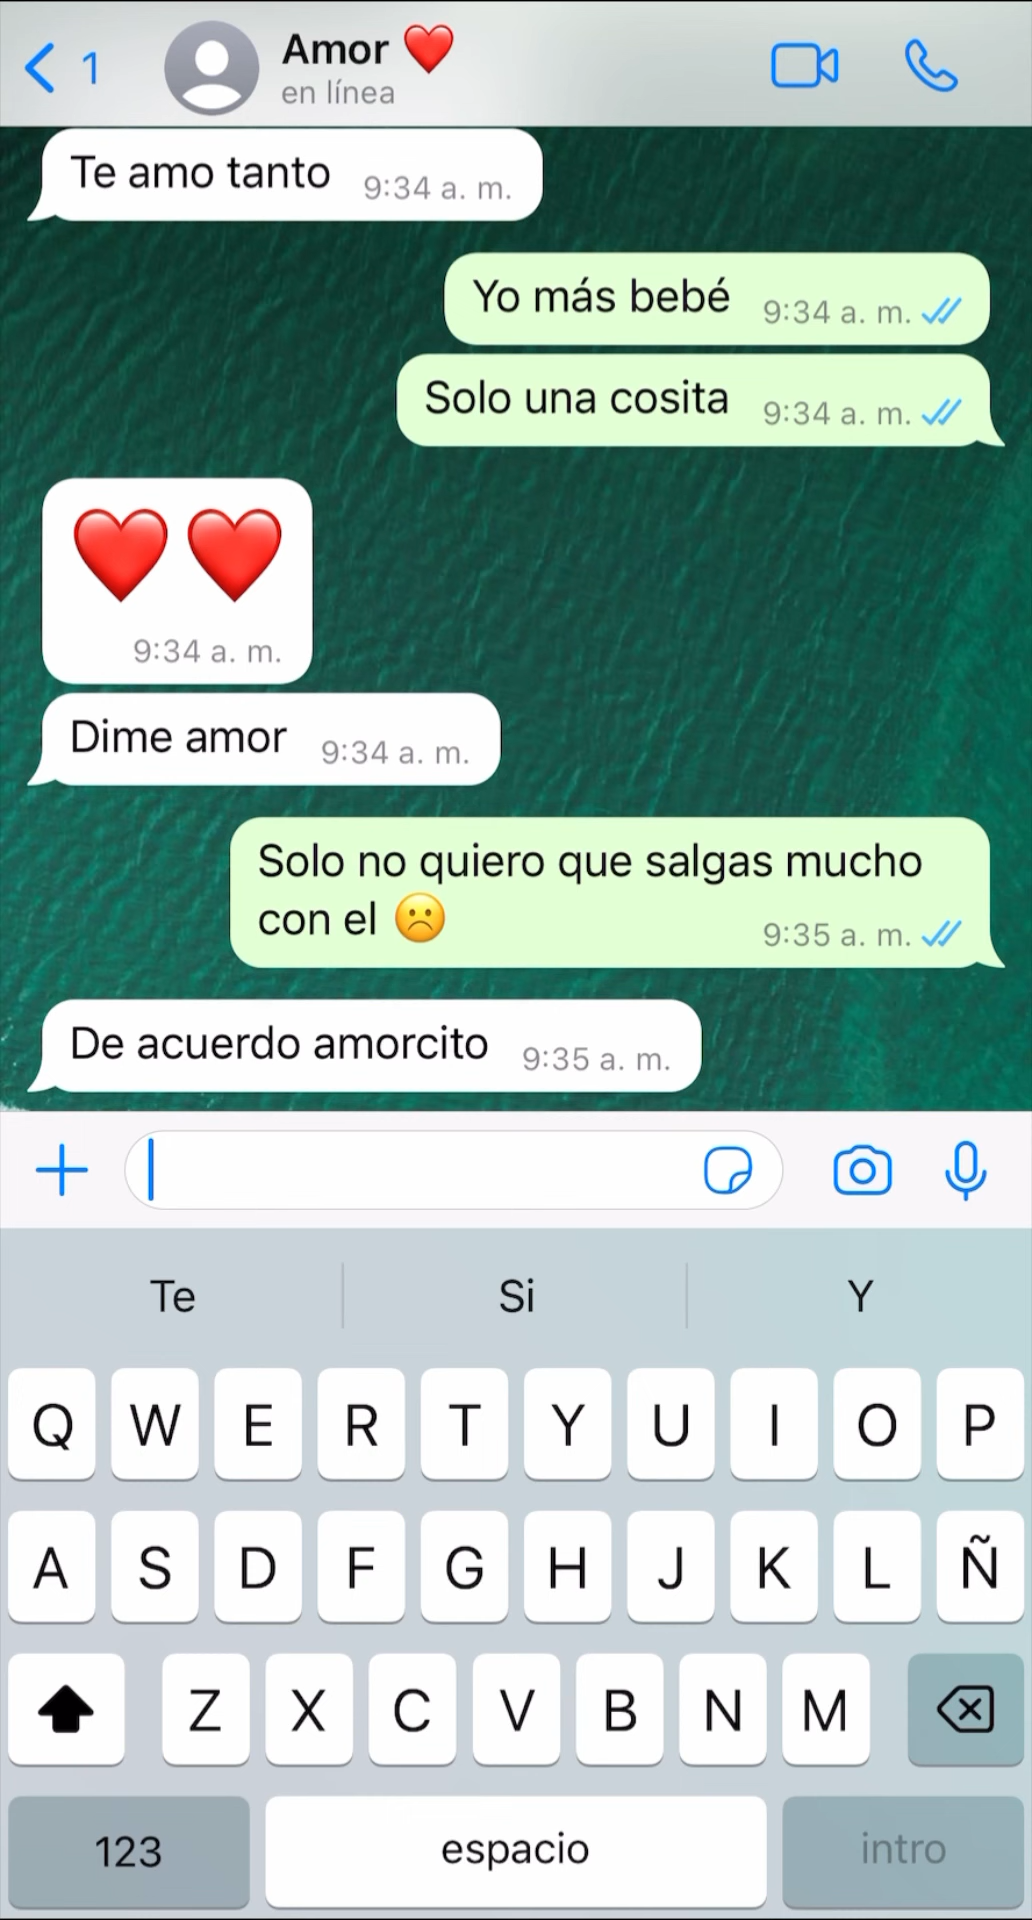 1
Amor ❤️
en línea
Te amo tanto 9:34 a. m.
Yo más bebé 9:34 a. m.
Solo una cosita 9:34 a. m.
❤️❤️
9:34 a. m.
Dime amor 9:34 a. m.
Solo no quiero que salgas mucho
con el ☹️ 9:35 a. m.
De acuerdo amorcito 9:35 a. m.
Te Si Y
Q W E R T Y U I O P
A S D F G H J K L Ñ
Z X C V B N M
123 espacio intro